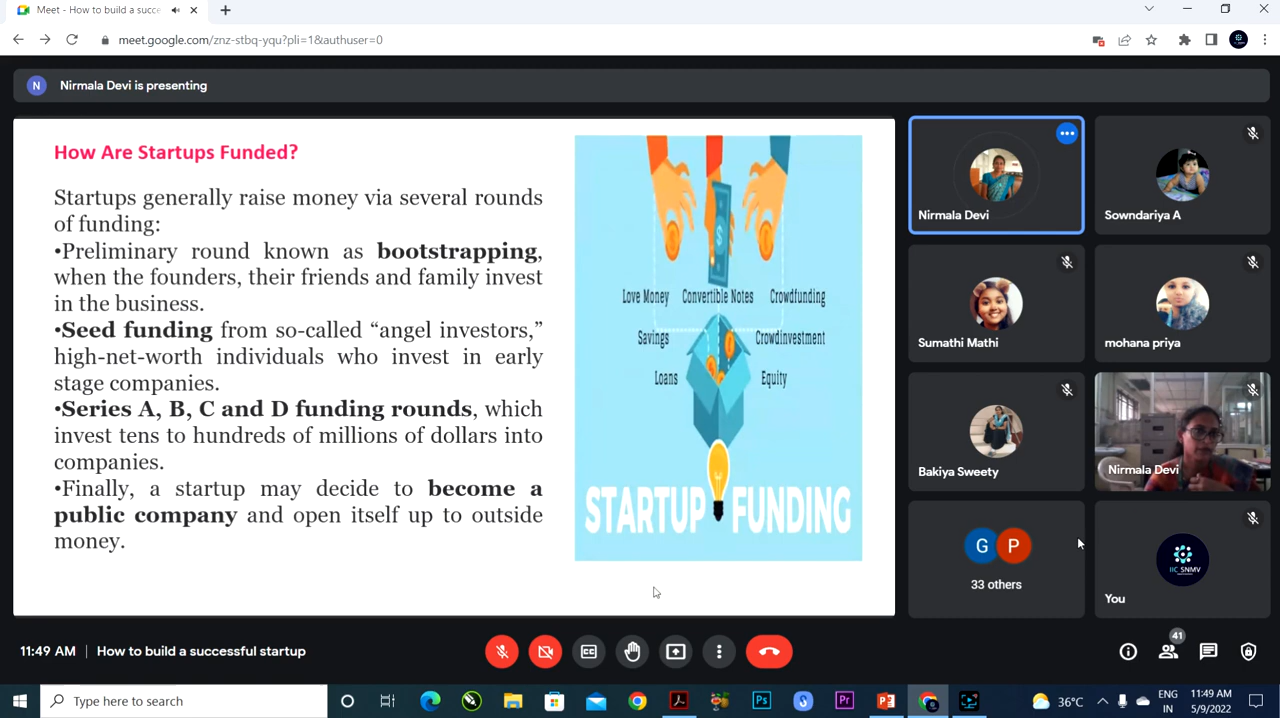 Meet - How to build a succe
meet.google.com/znz-stbq-yqu?pli=1&authuser=0
N Nirmala Devi is presenting
How Are Startups Funded?
Startups generally raise money via several rounds
of funding:
•Preliminary round known as bootstrapping,
when the founders, their friends and family invest
in the business.
•Seed funding from so-called “angel investors,”
high-net-worth individuals who invest in early
stage companies.
•Series A, B, C and D funding rounds, which
invest tens to hundreds of millions of dollars into
companies.
•Finally, a startup may decide to become a
public company and open itself up to outside
money.
Love Money Convertible Notes Crowdfunding
Savings Crowdinvestment
Loans Equity
STARTUP FUNDING
Nirmala Devi
Sowndariya A
Sumathi Mathi
mohana priya
Bakiya Sweety
Nirmala Devi
G P
33 others
IIC_SNMV
You
11:49 AM | How to build a successful startup
41
Type here to search
Ps
S
Pr
36°C
ENG
IN
11:49 AM
5/9/2022